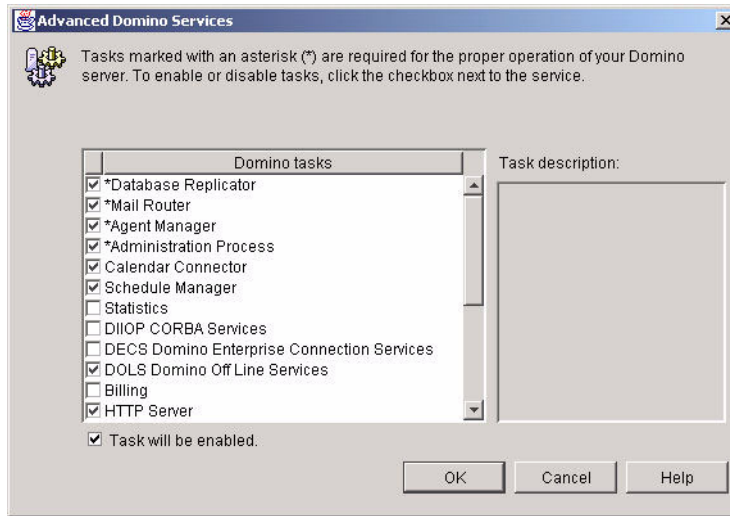 Advanced Domino Services
Tasks marked with an asterisk (*) are required for the proper operation of your Domino
server. To enable or disable tasks, click the checkbox next to the service.
Domino tasks
Task description:
*Database Replicator
*Mail Router
*Agent Manager
*Administration Process
Calendar Connector
Schedule Manager
Statistics
DIIOP CORBA Services
DECS Domino Enterprise Connection Services
DOLS Domino Off Line Services
Billing
HTTP Server
Task will be enabled.
OK
Cancel
Help